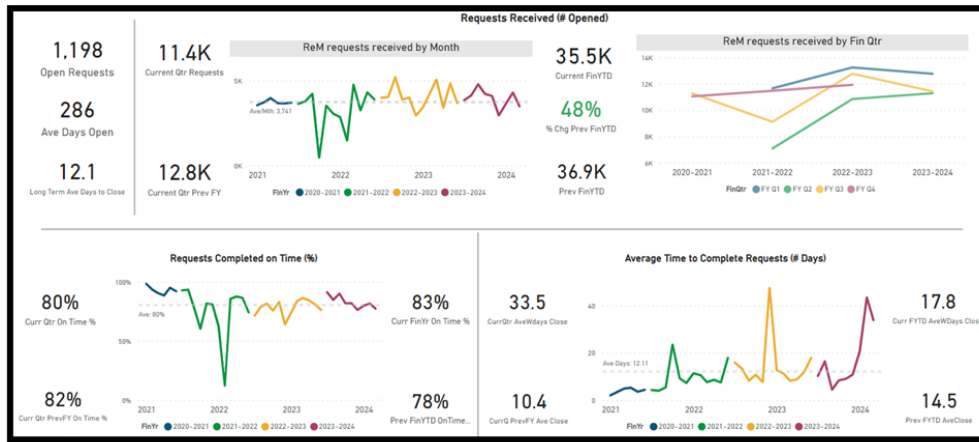 Requests Received (# Opened)
1,198
Open Requests
286
Ave Days Open
12.1
Long Term Ave Days to Close
11.4K
Current Qtr Requests
12.8K
Current Qtr Prev FY
ReM requests received by Month
5K
Ave/Mth: 3,741
0K
2021
2022
2023
2024
FinYr 2020-2021 2021-2022 2022-2023 2023-2024
35.5K
Current FinYTD
48%
% Chg Prev FinYTD
36.9K
Prev FinYTD
ReM requests received by Fin Qtr
14K
12K
10K
8K
6K
2020-2021
2021-2022
2022-2023
2023-2024
FinQtr FY Q1 FY Q2 FY Q3 FY Q4
Requests Completed on Time (%)
80%
Curr Qtr On Time %
82%
Curr Qtr PrevFY On Time %
100%
Ave: 80%
50%
0%
2021
2022
2023
2024
FinYr 2020-2021 2021-2022 2022-2023 2023-2024
83%
Curr FinYr On Time %
78%
Prev FinYTD OnTime...
Average Time to Complete Requests (# Days)
33.5
CurrQtr AveWdays Close
10.4
CurrQ PrevFY Ave Close
40
20
Ave Days: 12.11
0
2021
2022
2023
2024
FinYr 2020-2021 2021-2022 2022-2023 2023-2024
17.8
Curr FYTD AveWDays Clos
14.5
Prev FYTD AveClose